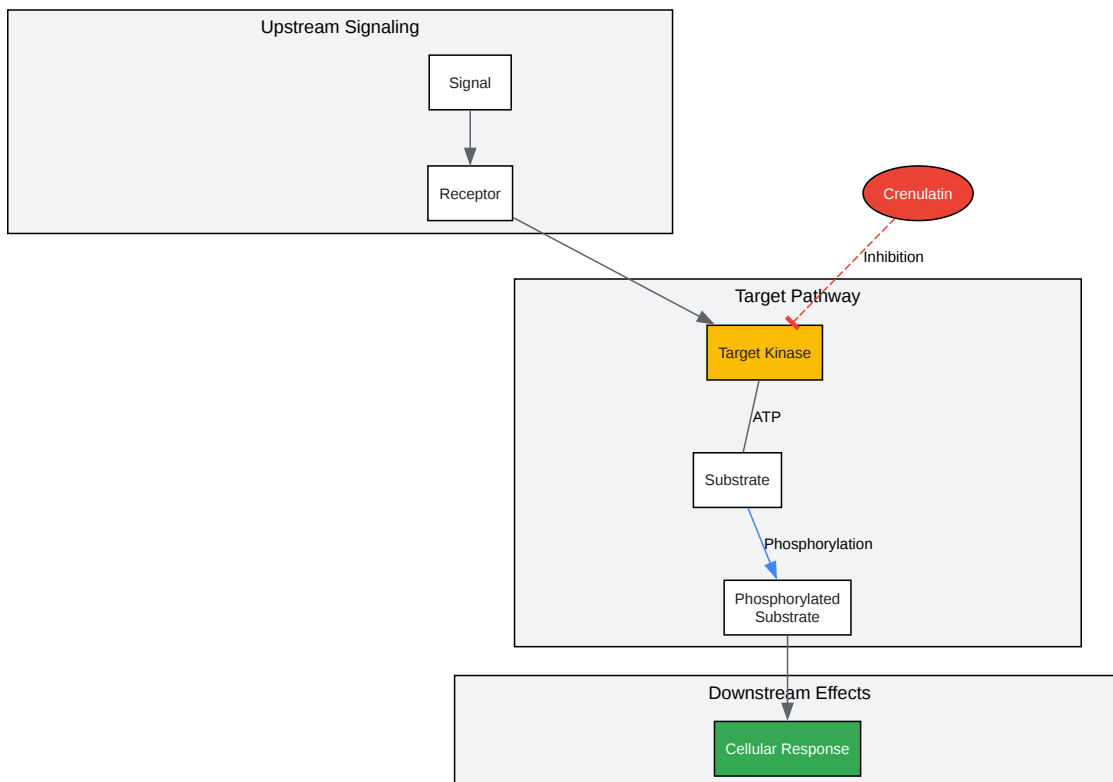 Upstream Signaling
Signal
Receptor
Crenulatin
Inhibition
Target Pathway
Target Kinase
ATP
Substrate
Phosphorylation
Phosphorylated
Substrate
Downstream Effects
Cellular Response